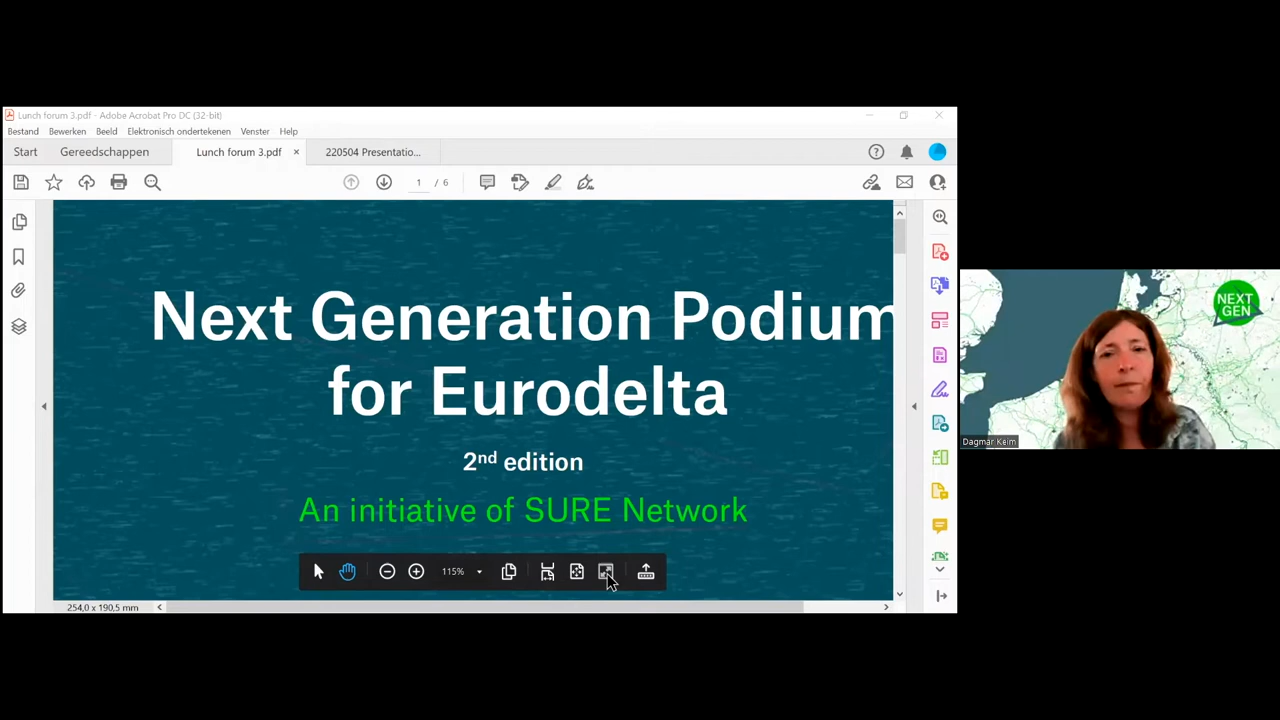 Lunch forum 3.pdf - Adobe Acrobat Pro DC (32-bit)
Bestand Bewerken Beeld Elektronisch ondertekenen Venster Help
Start Gereedschappen Lunch forum 3.pdf × 220504 Presentatio...
1 / 6
Next Generation Podium
for Eurodelta
2nd edition
An initiative of SURE Network
115%
254,0 x 190,5 mm
NEXT
GEN
Dagmar Keim